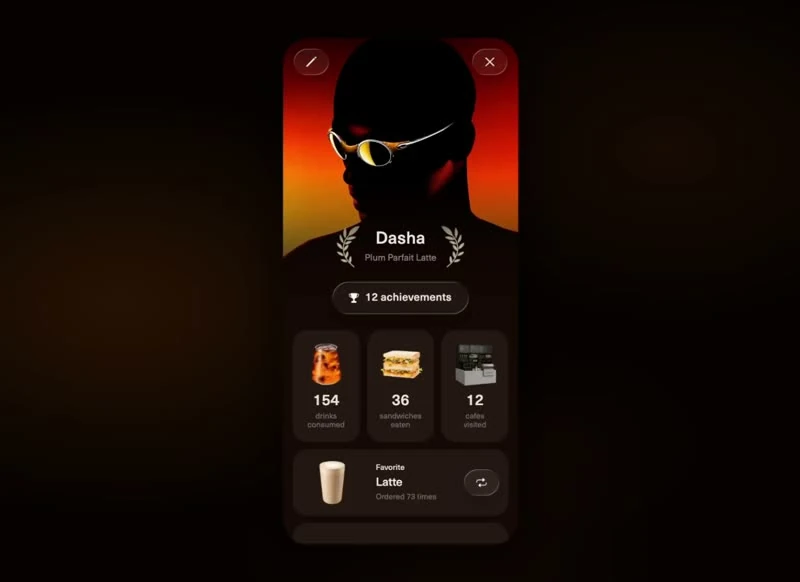 Dasha
Plum Parfait Latte
12 achievements
154
drinks
consumed
36
sandwiches
eaten
12
cafes
visited
Favorite
Latte
Ordered 73 times